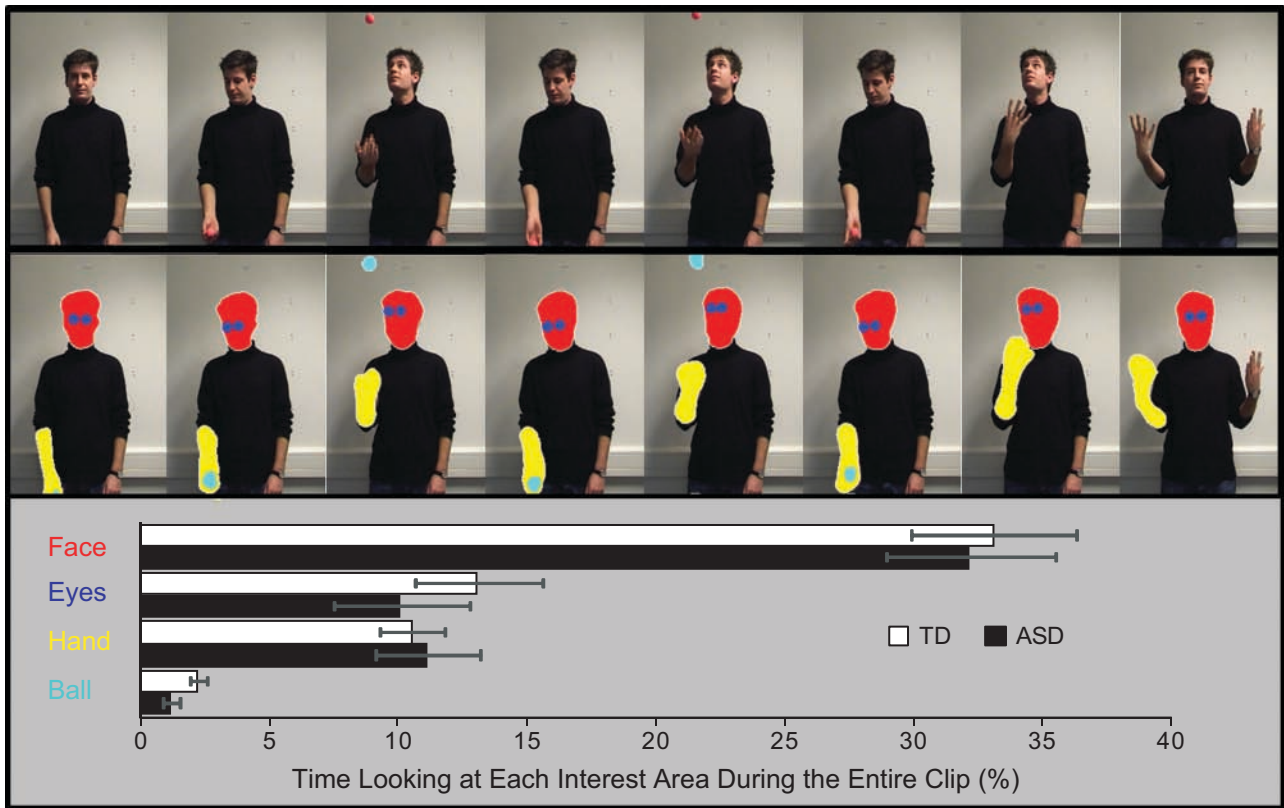 Face
Eyes
Hand
Ball
TD ASD
0 5 10 15 20 25 30 35 40
Time Looking at Each Interest Area During the Entire Clip (%)